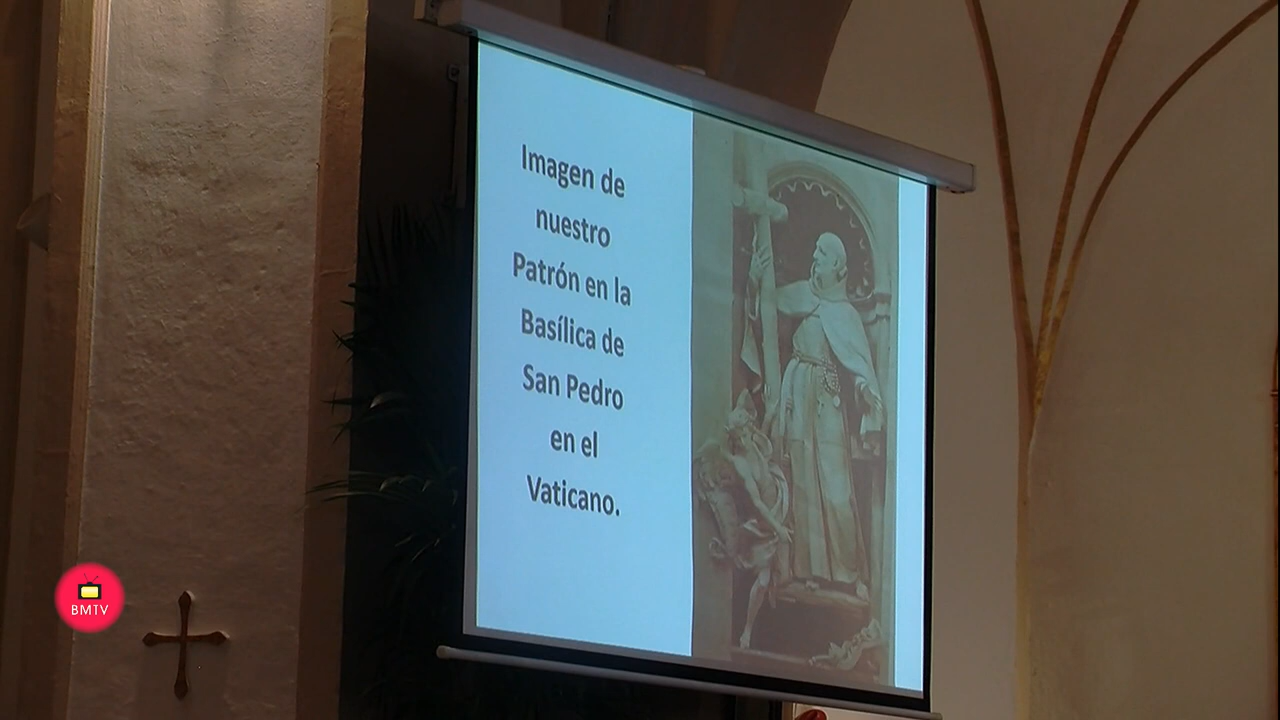 Imagen de
nuestro
Patrón en la
Basílica de
San Pedro
en el
Vaticano.
BMTV